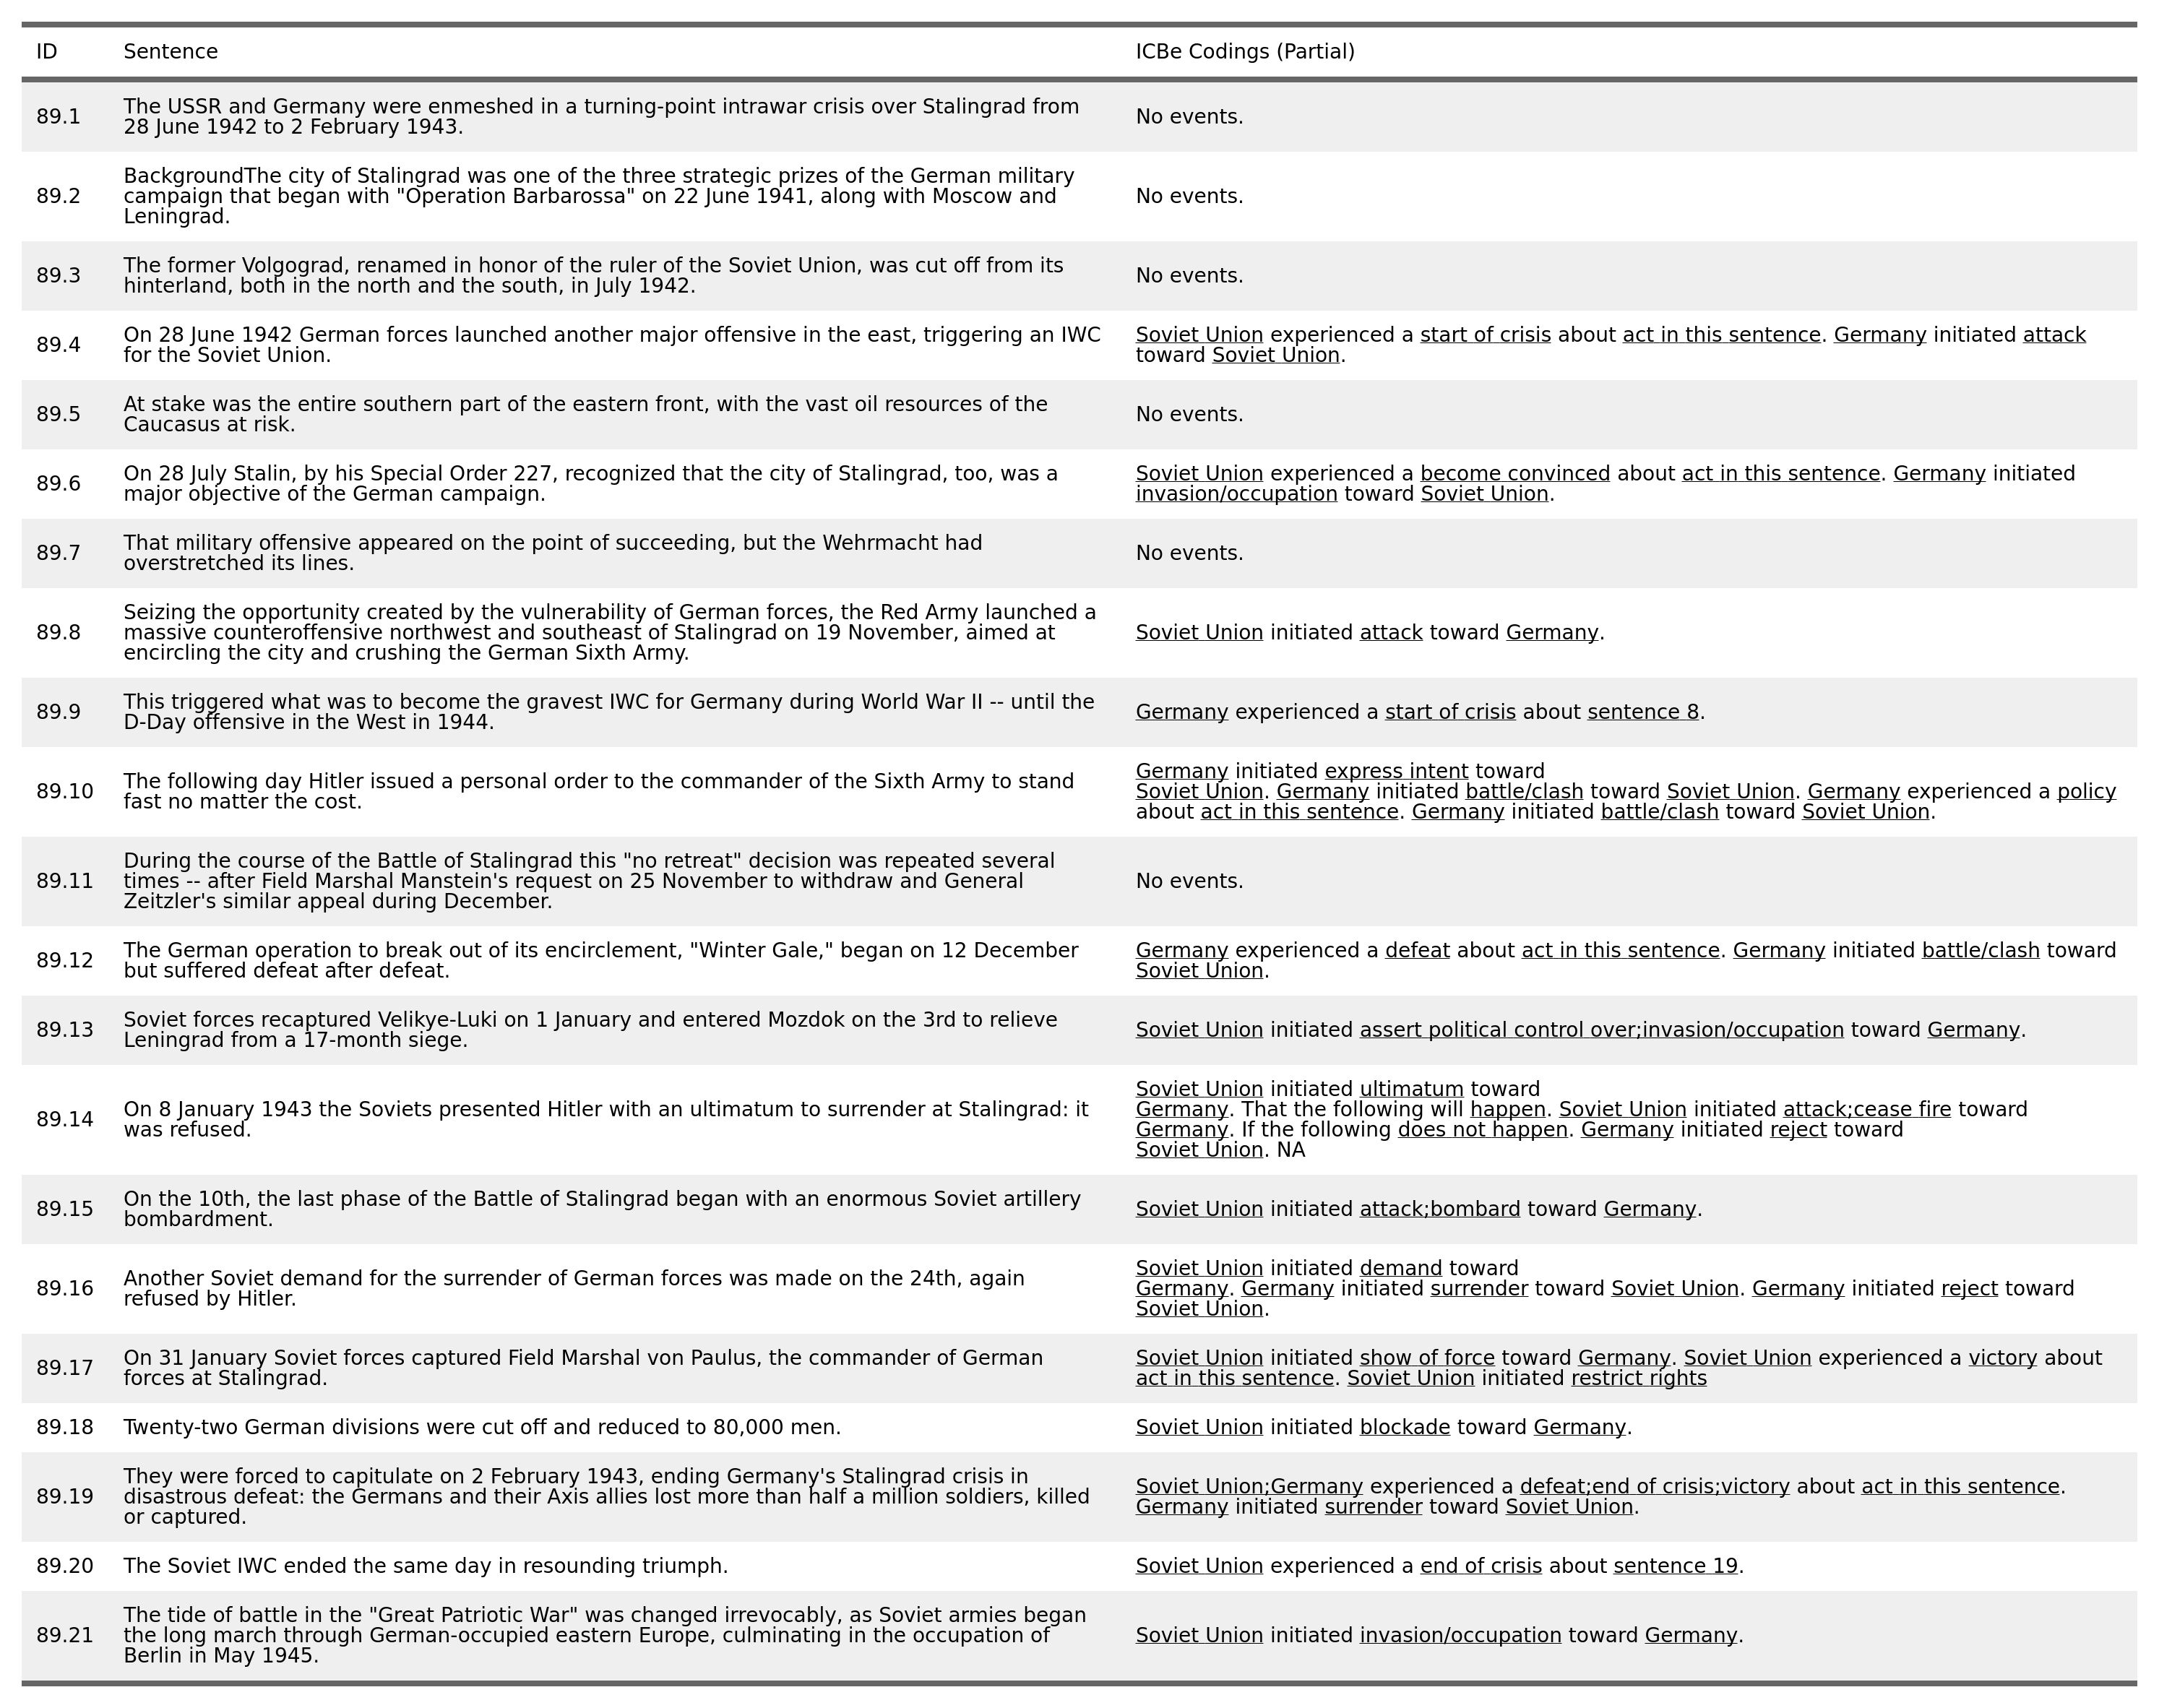 ID Sentence ICBe Codings (Partial)
89.1 The USSR and Germany were enmeshed in a turning-point intrawar crisis over Stalingrad from
28 June 1942 to 2 February 1943.
No events.
89.2 BackgroundThe city of Stalingrad was one of the three strategic prizes of the German military
campaign that began with "Operation Barbarossa" on 22 June 1941, along with Moscow and
Leningrad.
No events.
89.3 The former Volgograd, renamed in honor of the ruler of the Soviet Union, was cut off from its
hinterland, both in the north and the south, in July 1942.
No events.
89.4 On 28 June 1942 German forces launched another major offensive in the east, triggering an IWC
for the Soviet Union.
Soviet Union experienced a start of crisis about act in this sentence. Germany initiated attack
toward Soviet Union.
89.5 At stake was the entire southern part of the eastern front, with the vast oil resources of the
Caucasus at risk.
No events.
89.6 On 28 July Stalin, by his Special Order 227, recognized that the city of Stalingrad, too, was a
major objective of the German campaign.
Soviet Union experienced a become convinced about act in this sentence. Germany initiated
invasion/occupation toward Soviet Union.
89.7 That military offensive appeared on the point of succeeding, but the Wehrmacht had
overstretched its lines.
No events.
89.8 Seizing the opportunity created by the vulnerability of German forces, the Red Army launched a
massive counteroffensive northwest and southeast of Stalingrad on 19 November, aimed at
encircling the city and crushing the German Sixth Army.
Soviet Union initiated attack toward Germany.
89.9 This triggered what was to become the gravest IWC for Germany during World War II -- until the
D-Day offensive in the West in 1944.
Germany experienced a start of crisis about sentence 8.
89.10 The following day Hitler issued a personal order to the commander of the Sixth Army to stand
fast no matter the cost.
Germany initiated express intent toward
Soviet Union. Germany initiated battle/clash toward Soviet Union. Germany experienced a policy
about act in this sentence. Germany initiated battle/clash toward Soviet Union.
89.11 During the course of the Battle of Stalingrad this "no retreat" decision was repeated several
times -- after Field Marshal Manstein's request on 25 November to withdraw and General
Zeitzler's similar appeal during December.
No events.
89.12 The German operation to break out of its encirclement, "Winter Gale," began on 12 December
but suffered defeat after defeat.
Germany experienced a defeat about act in this sentence. Germany initiated battle/clash toward
Soviet Union.
89.13 Soviet forces recaptured Velikye-Luki on 1 January and entered Mozdok on the 3rd to relieve
Leningrad from a 17-month siege.
Soviet Union initiated assert political control over;invasion/occupation toward Germany.
89.14 On 8 January 1943 the Soviets presented Hitler with an ultimatum to surrender at Stalingrad: it
was refused.
Soviet Union initiated ultimatum toward
Germany. That the following will happen. Soviet Union initiated attack;cease fire toward
Germany. If the following does not happen. Germany initiated reject toward
Soviet Union. NA
89.15 On the 10th, the last phase of the Battle of Stalingrad began with an enormous Soviet artillery
bombardment.
Soviet Union initiated attack;bombard toward Germany.
89.16 Another Soviet demand for the surrender of German forces was made on the 24th, again
refused by Hitler.
Soviet Union initiated demand toward
Germany. Germany initiated surrender toward Soviet Union. Germany initiated reject toward
Soviet Union.
89.17 On 31 January Soviet forces captured Field Marshal von Paulus, the commander of German
forces at Stalingrad.
Soviet Union initiated show of force toward Germany. Soviet Union experienced a victory about
act in this sentence. Soviet Union initiated restrict rights
89.18 Twenty-two German divisions were cut off and reduced to 80,000 men.
Soviet Union initiated blockade toward Germany.
89.19 They were forced to capitulate on 2 February 1943, ending Germany's Stalingrad crisis in
disastrous defeat: the Germans and their Axis allies lost more than half a million soldiers, killed
or captured.
Soviet Union;Germany experienced a defeat;end of crisis;victory about act in this sentence.
Germany initiated surrender toward Soviet Union.
89.20 The Soviet IWC ended the same day in resounding triumph.
Soviet Union experienced a end of crisis about sentence 19.
89.21 The tide of battle in the "Great Patriotic War" was changed irrevocably, as Soviet armies began
the long march through German-occupied eastern Europe, culminating in the occupation of
Berlin in May 1945.
Soviet Union initiated invasion/occupation toward Germany.